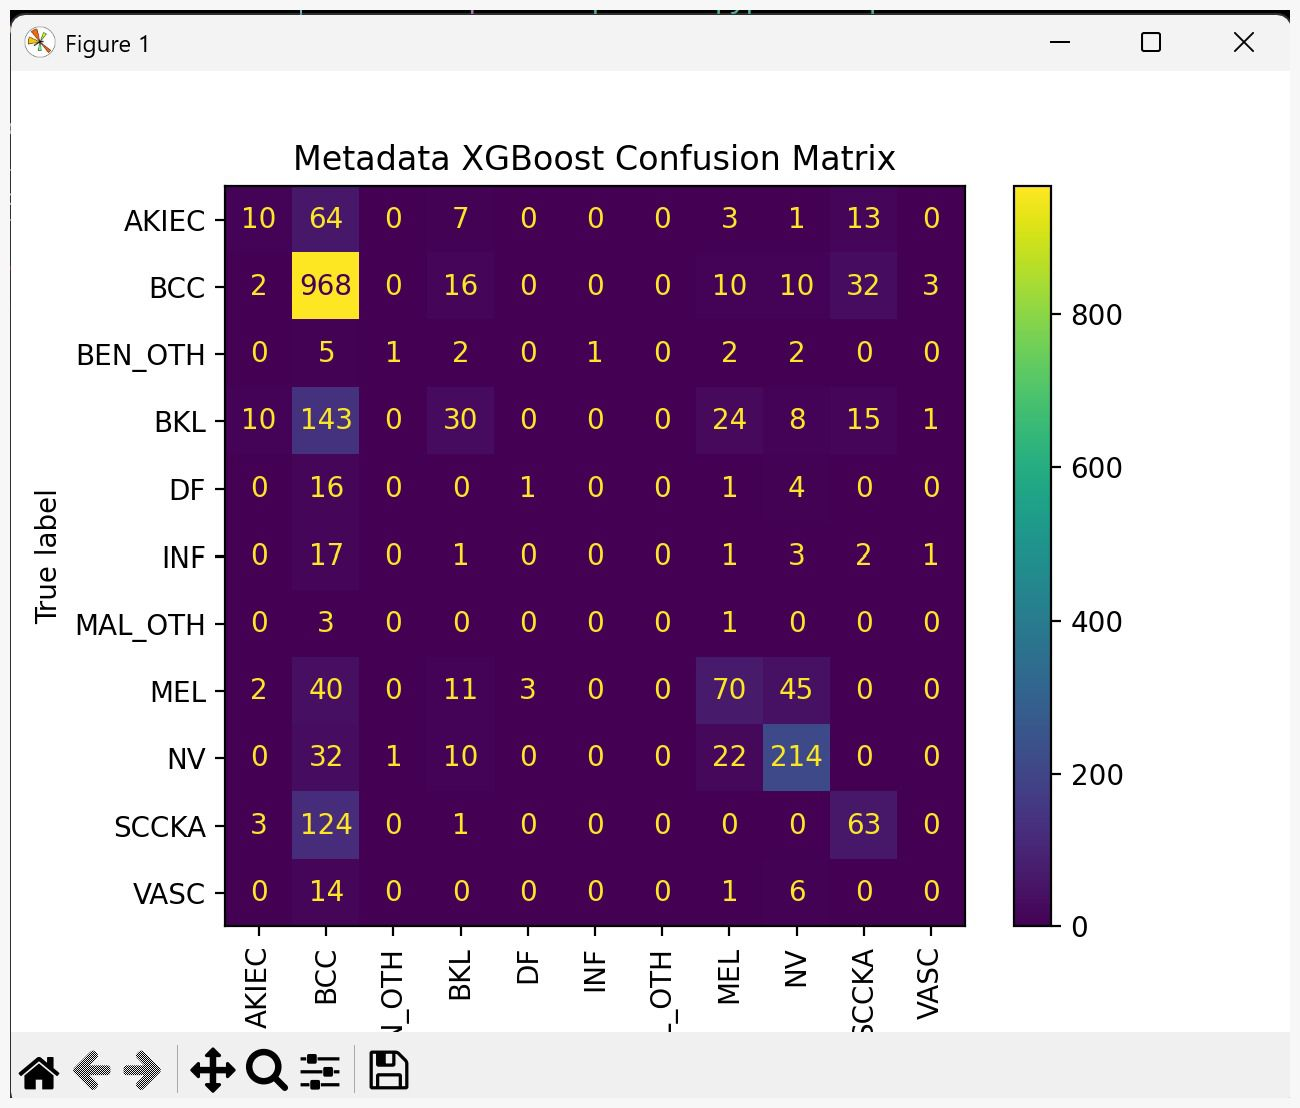 Figure 1
Metadata XGBoost Confusion Matrix
AKIEC 10 64 0 7 0 0 0 3 1 13 0
BCC 2 968 0 16 0 0 0 10 10 32 3
BEN_OTH 0 5 1 2 0 1 0 2 2 0 0
BKL 10 143 0 30 0 0 0 24 8 15 1
DF 0 16 0 0 1 0 0 1 4 0 0
INF 0 17 0 1 0 0 0 1 3 2 1
MAL_OTH 0 3 0 0 0 0 0 1 0 0 0
MEL 2 40 0 11 3 0 0 70 45 0 0
NV 0 32 1 10 0 0 0 22 214 0 0
SCCKA 3 124 0 1 0 0 0 0 0 63 0
VASC 0 14 0 0 0 0 0 1 6 0 0
True label
AKIEC BCC N_OTH BKL DF INF _OTH MEL NV SCCKA VASC
800
600
400
200
0